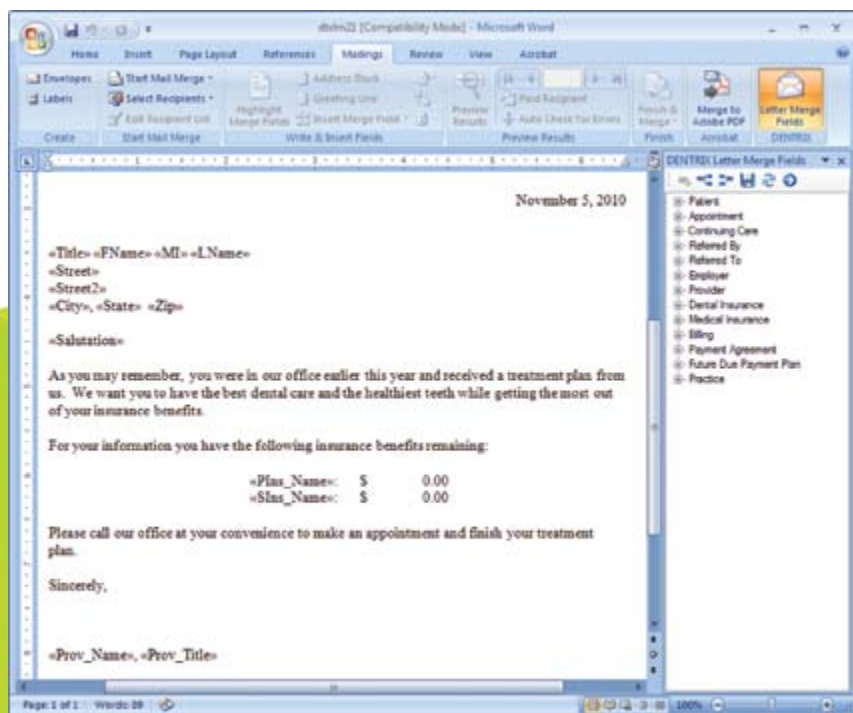 [Compatibility Mode] - Microsoft Word
Home Insert Page Layout References Mailings Review View Acrobat
Envelopes Start Mail Merge Address Block
Labels Select Recipients Greeting Line Find Recipient
Edit Recipient List Highlight Merge Fields Insert Merge Field Preview Results Auto Check for Errors Finish & Merge Merge to Adobe PDF Letter Merge Fields
Create Start Mail Merge Write & Insert Fields Preview Results Finish Acrobat DENTRIX
DENTRIX Letter Merge Fields
November 5, 2010
«Title» «FName» «MI» «LName»
«Street»
«Street2»
«City», «State» «Zip»
«Salutation»
As you may remember, you were in our office earlier this year and received a treatment plan from
us. We want you to have the best dental care and the healthiest teeth while getting the most out
of your insurance benefits.
For your information you have the following insurance benefits remaining:
«PIns_Name»: $ 0.00
«SIns_Name»: $ 0.00
Please call our office at your convenience to make an appointment and finish your treatment
plan.
Sincerely,
«Prov_Name», «Prov_Title»
Patient
Appointment
Continuing Care
Referred By
Referred To
Employer
Provider
Dental Insurance
Medical Insurance
Billing
Payment Agreement
Future Due Payment Plan
Practice
Page: 1 of 1 Words: 89 100%